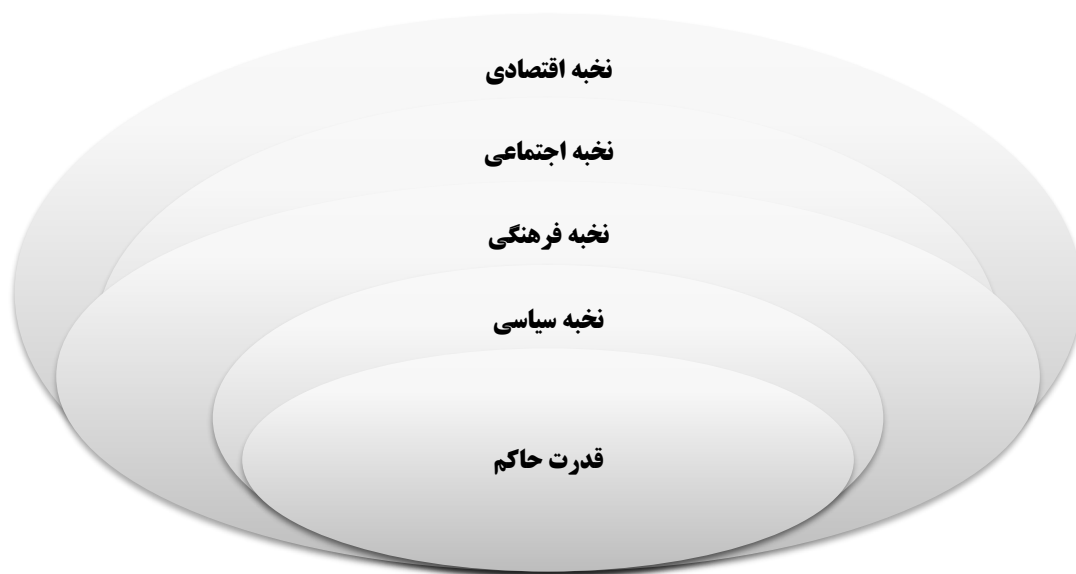 نخبه اقتصادی
نخبه اجتماعی
نخبه فرهنگی
نخبه سیاسی
قدرت حاکم